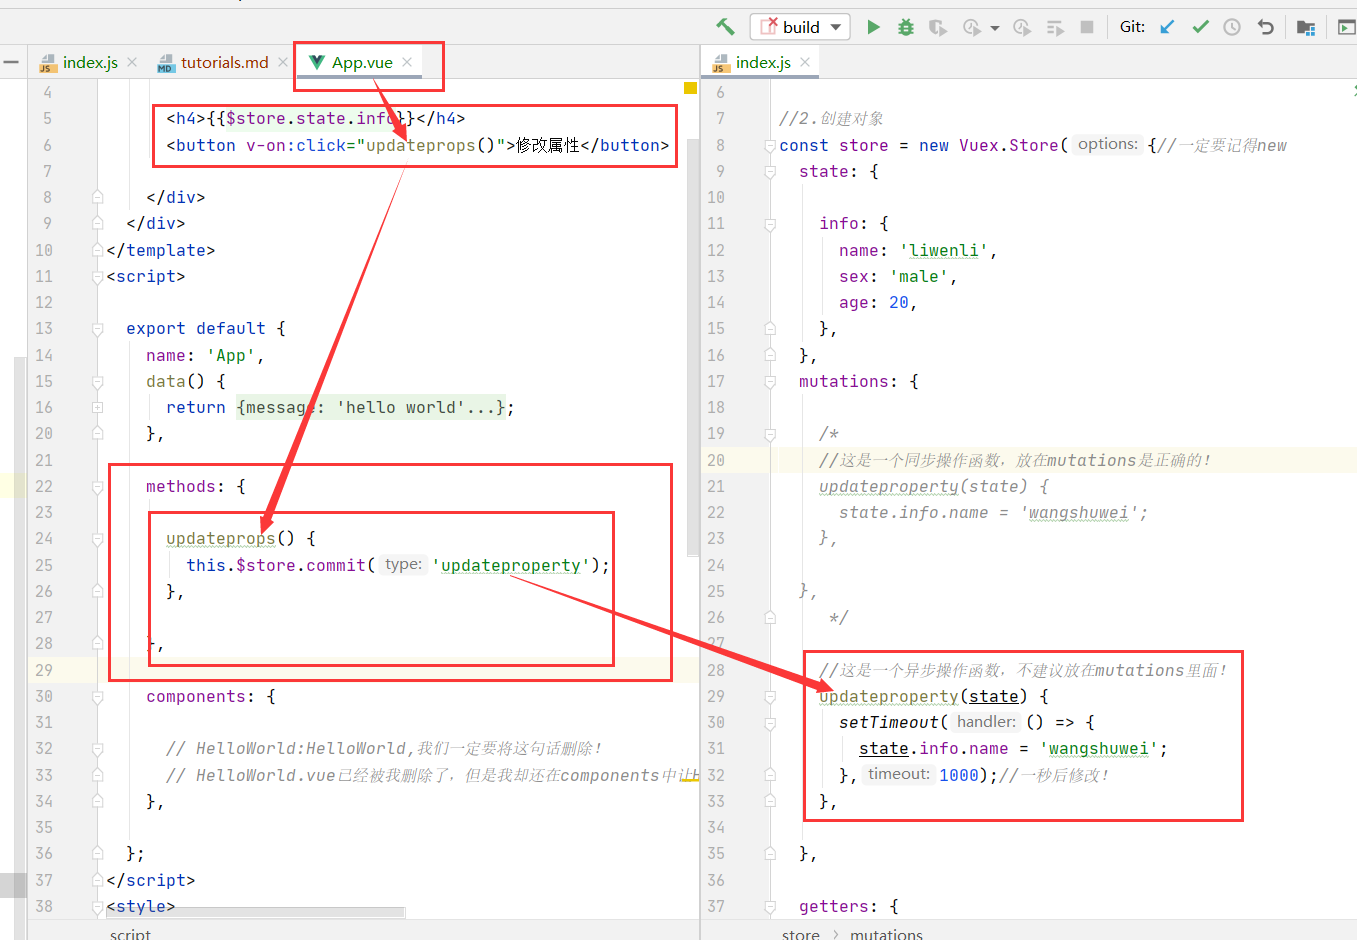 build
Git:
index.js
tutorials.md
App.vue
4
5 <h4>{{$store.state.info}}</h4>
6 <button v-on:click="updateprops()">修改属性</button>
7
8 </div>
9 </div>
10 </template>
11 <script>
12
13 export default {
14 name: 'App',
15 data() {
16 return {message: 'hello world'...};
20 },
21
22 methods: {
23
24 updateprops() {
25 this.$store.commit( type: 'updateproperty');
26 },
27
28 },
29
30 components: {
31
32 // HelloWorld:HelloWorld,我们一定要将这句话删除!
33 // HelloWorld.vue已经被我删除了，但是我却还在components中让
34 },
35
36 };
37 </script>
38 <style>
script
index.js
6
7 //2.创建对象
8 const store = new Vuex.Store( options: {//一定要记得new
9 state: {
10
11 info: {
12 name: 'liwenli',
13 sex: 'male',
14 age: 20,
15 },
16 },
17 mutations: {
18
19 /*
20 //这是一个同步操作函数，放在mutations是正确的!
21 updateproperty(state) {
22 state.info.name = 'wangshuwei';
23 },
24
25 },
26 */
27
28 //这是一个异步操作函数，不建议放在mutations里面!
29 updateproperty(state) {
30 setTimeout( handler: () => {
31 state.info.name = 'wangshuwei';
32 }, timeout: 1000);//一秒后修改!
33 },
34
35 },
36
37 getters: {
store > mutations